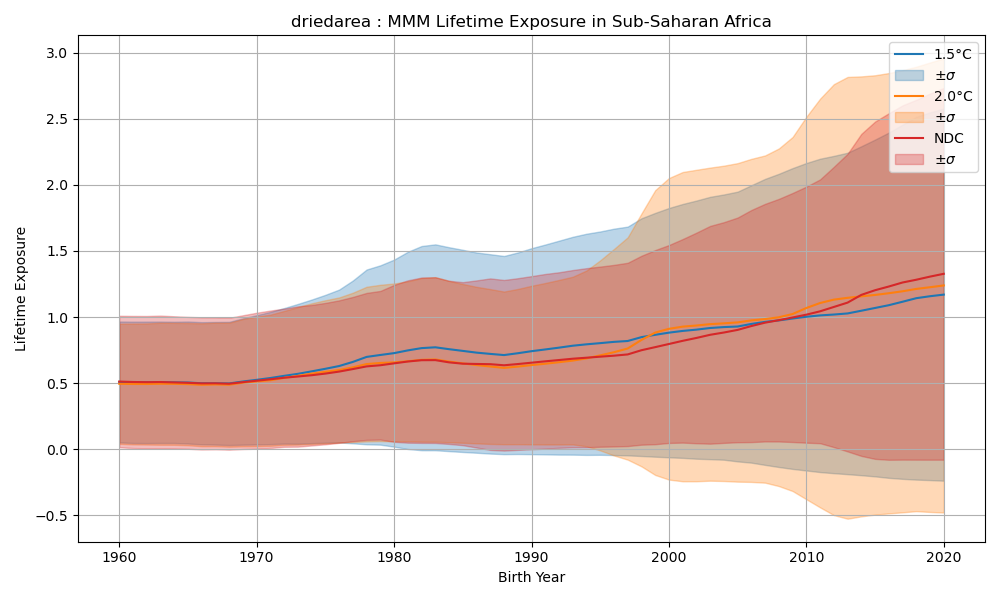 driedarea : MMM Lifetime Exposure in Sub-Saharan Africa
3.0
2.5
2.0
1.5
1.0
0.5
0.0
−0.5
Lifetime Exposure
1.5°C
±σ
2.0°C
±σ
NDC
±σ
1960 1970 1980 1990 2000 2010 2020
Birth Year